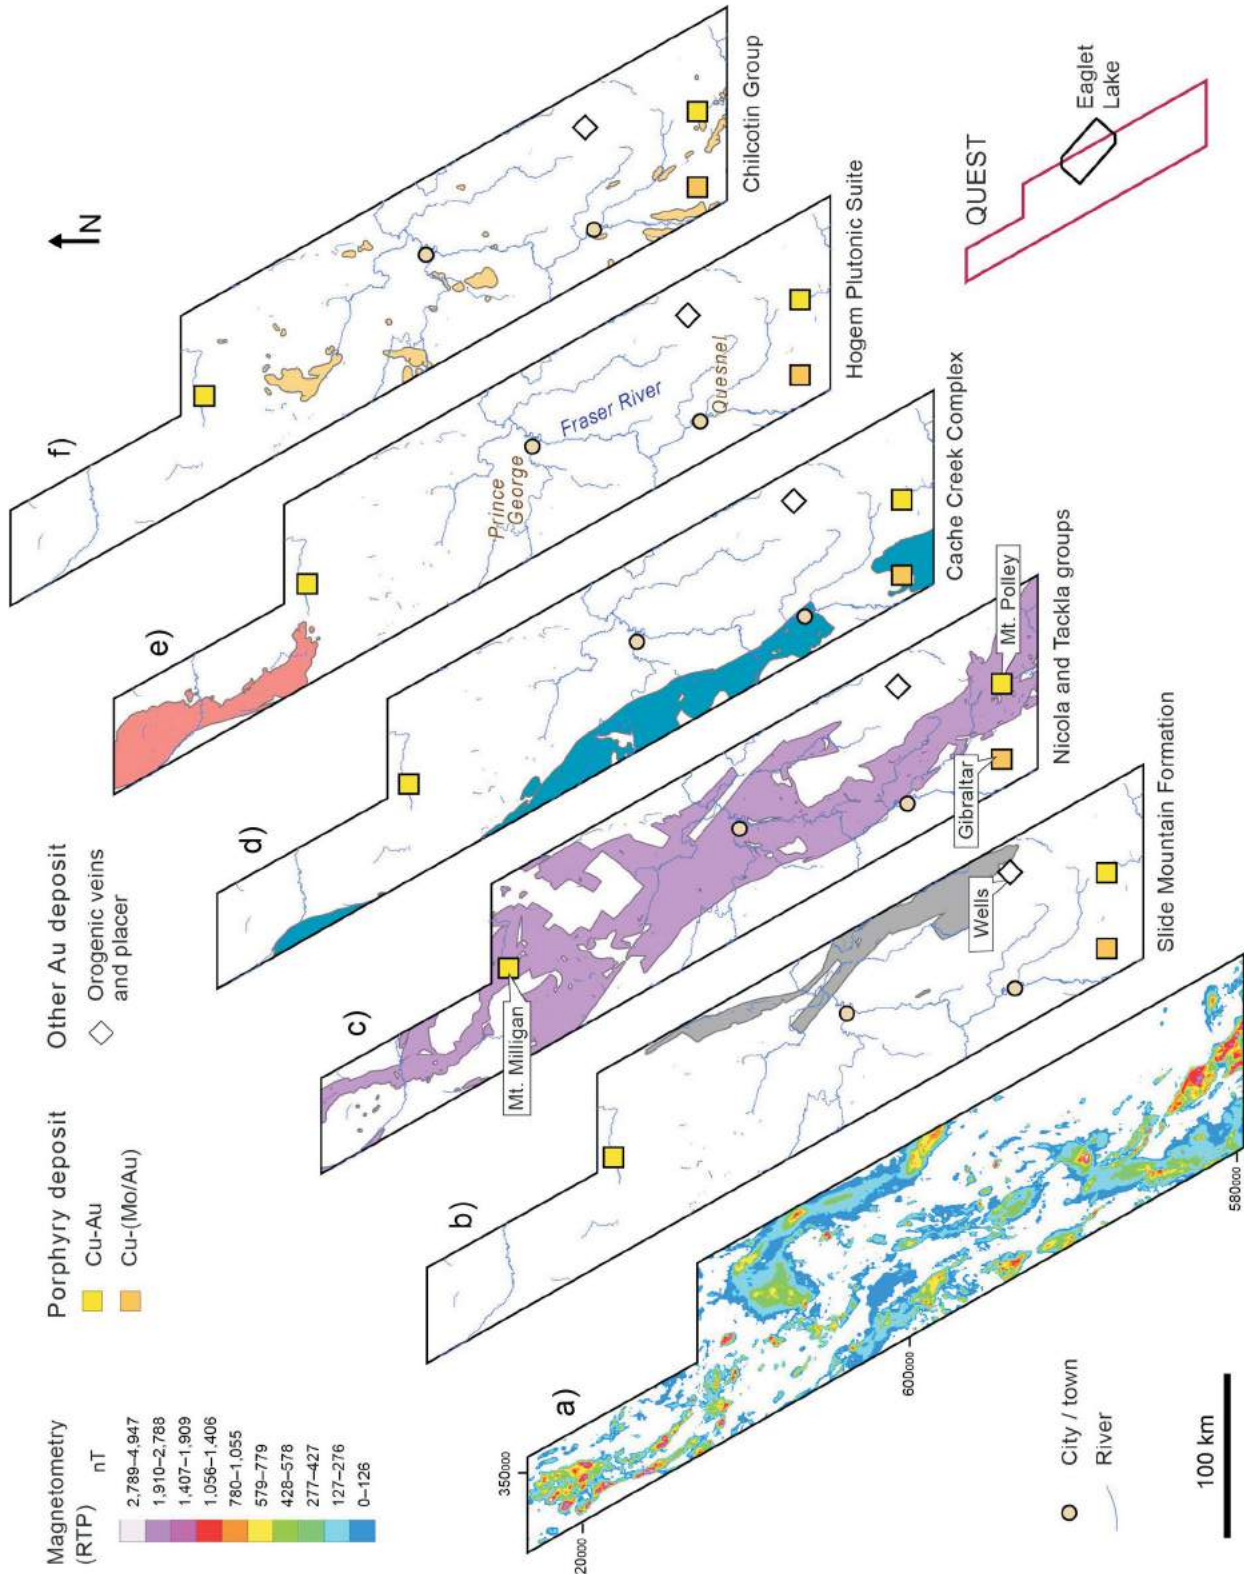 Magnetometry
(RTP)
nT
2,789–4,947
1,910–2,788
1,407–1,909
1,056–1,406
780–1,055
579–779
428–578
277–427
127–276
0–126
Porphyry deposit
Cu-Au
Cu-(Mo/Au)
Other Au deposit
Orogenic veins
and placer
N
a)
350000
20000
600000
580000
b)
Wells
Slide Mountain Formation
c)
Mt. Milligan
Gibraltar
Mt. Polley
Nicola and Tackla groups
d)
Cache Creek Complex
e)
Prince
George
Fraser River
Quesnel
Hogem Plutonic Suite
f)
Chilcotin Group
City / town
River
100 km
QUEST
Eaglet
Lake